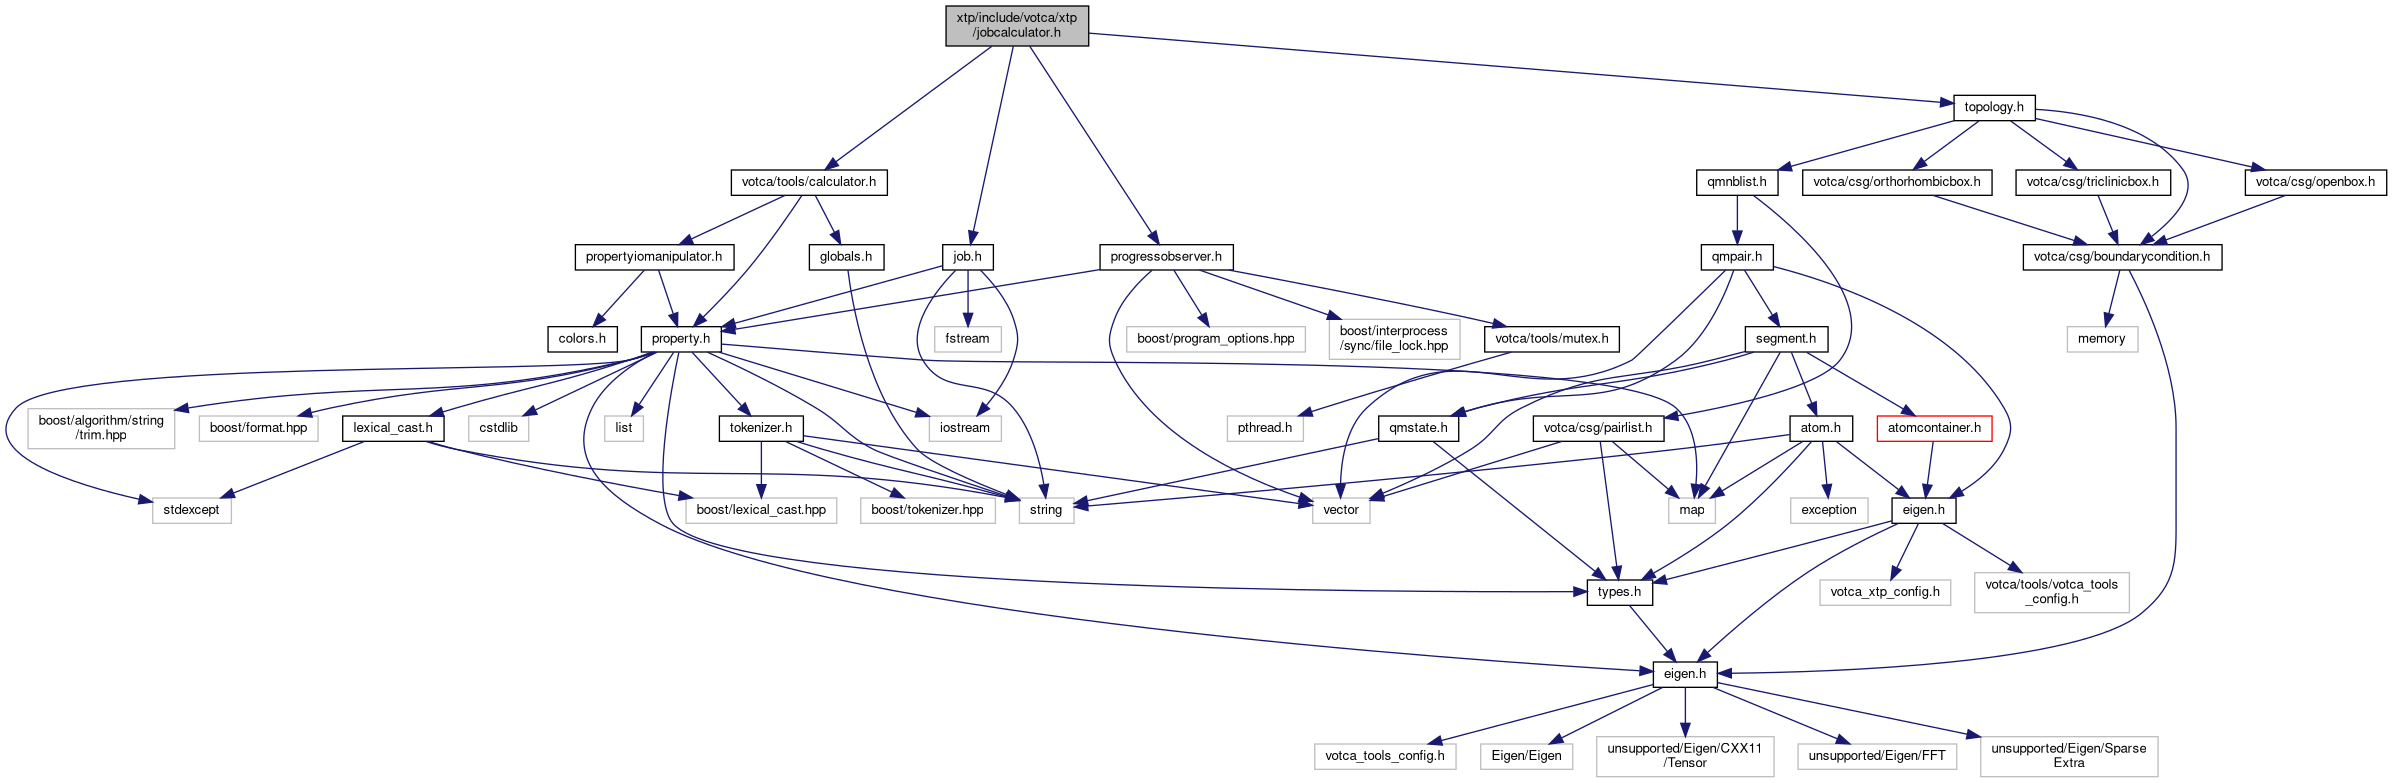 xtp/include/votca/xtp
/jobcalculator.h
topology.h
votca/tools/calculator.h
qmnblist.h
votca/csg/orthorhombicbox.h
votca/csg/triclinicbox.h
votca/csg/openbox.h
propertyiomanipulator.h
globals.h
job.h
progressobserver.h
qmpair.h
votca/csg/boundarycondition.h
colors.h
property.h
fstream
boost/program_options.hpp
boost/interprocess
/sync/file_lock.hpp
votca/tools/mutex.h
segment.h
memory
boost/algorithm/string
/trim.hpp
boost/format.hpp
lexical_cast.h
cstdlib
list
tokenizer.h
iostream
pthread.h
qmstate.h
votca/csg/pairlist.h
atom.h
atomcontainer.h
stdexcept
boost/lexical_cast.hpp
boost/tokenizer.hpp
string
vector
map
exception
eigen.h
types.h
votca_xtp_config.h
votca/tools/votca_tools
_config.h
eigen.h
votca_tools_config.h
Eigen/Eigen
unsupported/Eigen/CXX11
/Tensor
unsupported/Eigen/FFT
unsupported/Eigen/Sparse
Extra